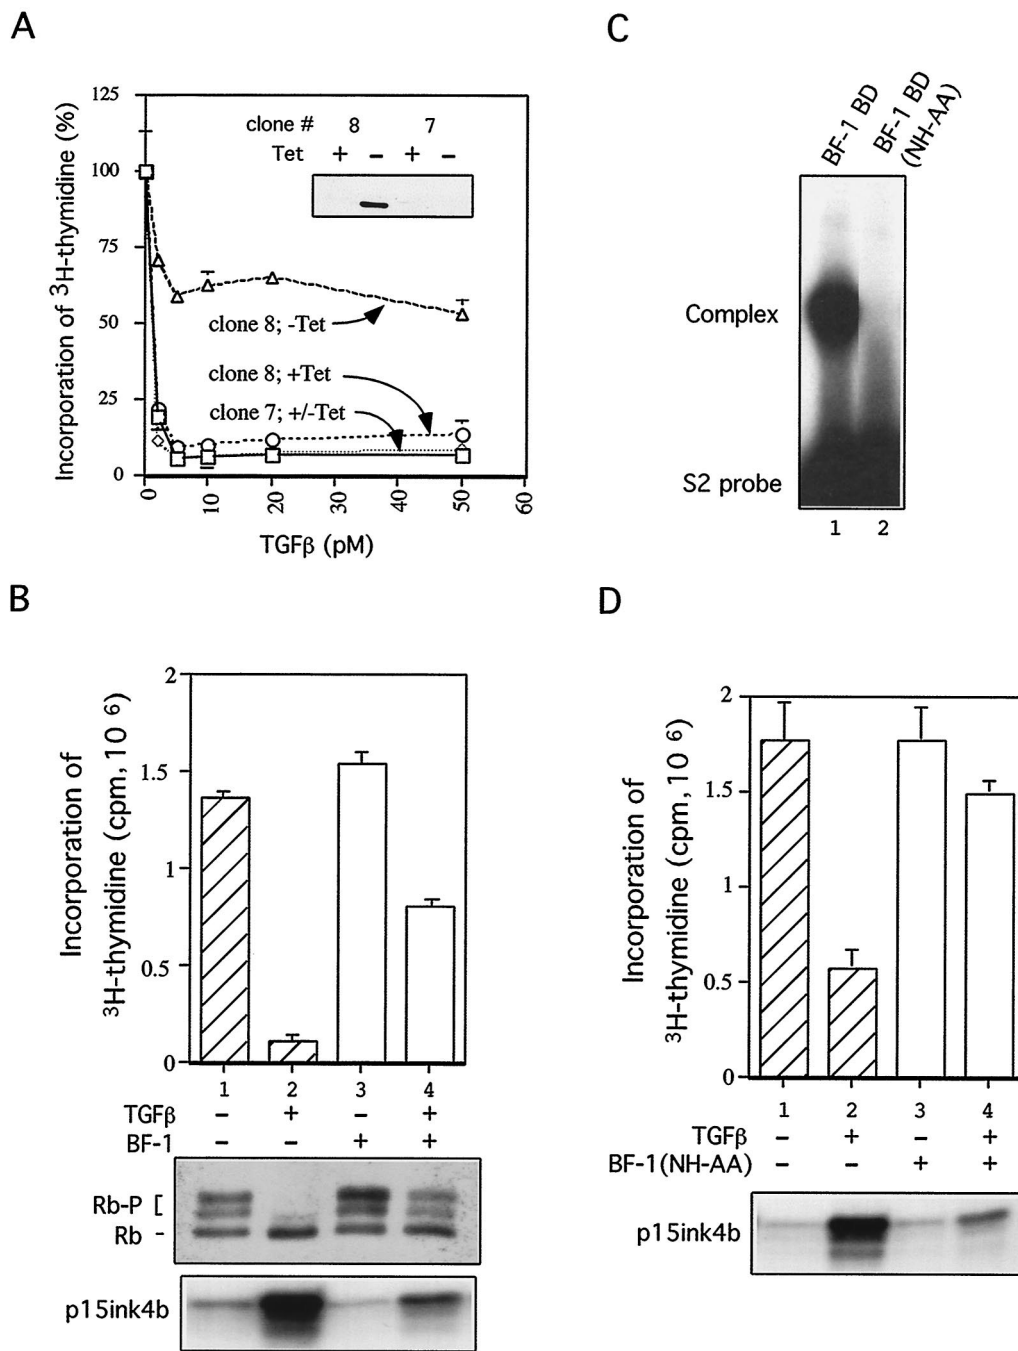 A
Incorporation of ³H-thymidine (%)
125
100
75
50
25
0
clone # 8 7
Tet + − + −
clone 8; -Tet
clone 8; +Tet
clone 7; +/-Tet
0 10 20 30 40 50 60
TGFβ (pM)
C
BF-1 BD
BF-1 BD
(NH-AA)
Complex
S2 probe
1 2
B
Incorporation of
³H-thymidine (cpm, 10 ⁶)
2
1.5
1
0.5
0
1 2 3 4
TGFβ − + − +
BF-1 − − + +
Rb-P [
Rb -
p15ink4b
D
Incorporation of
³H-thymidine (cpm, 10 ⁶)
2
1.5
1
0.5
0
1 2 3 4
TGFβ − + − +
BF-1(NH-AA) − − + +
p15ink4b